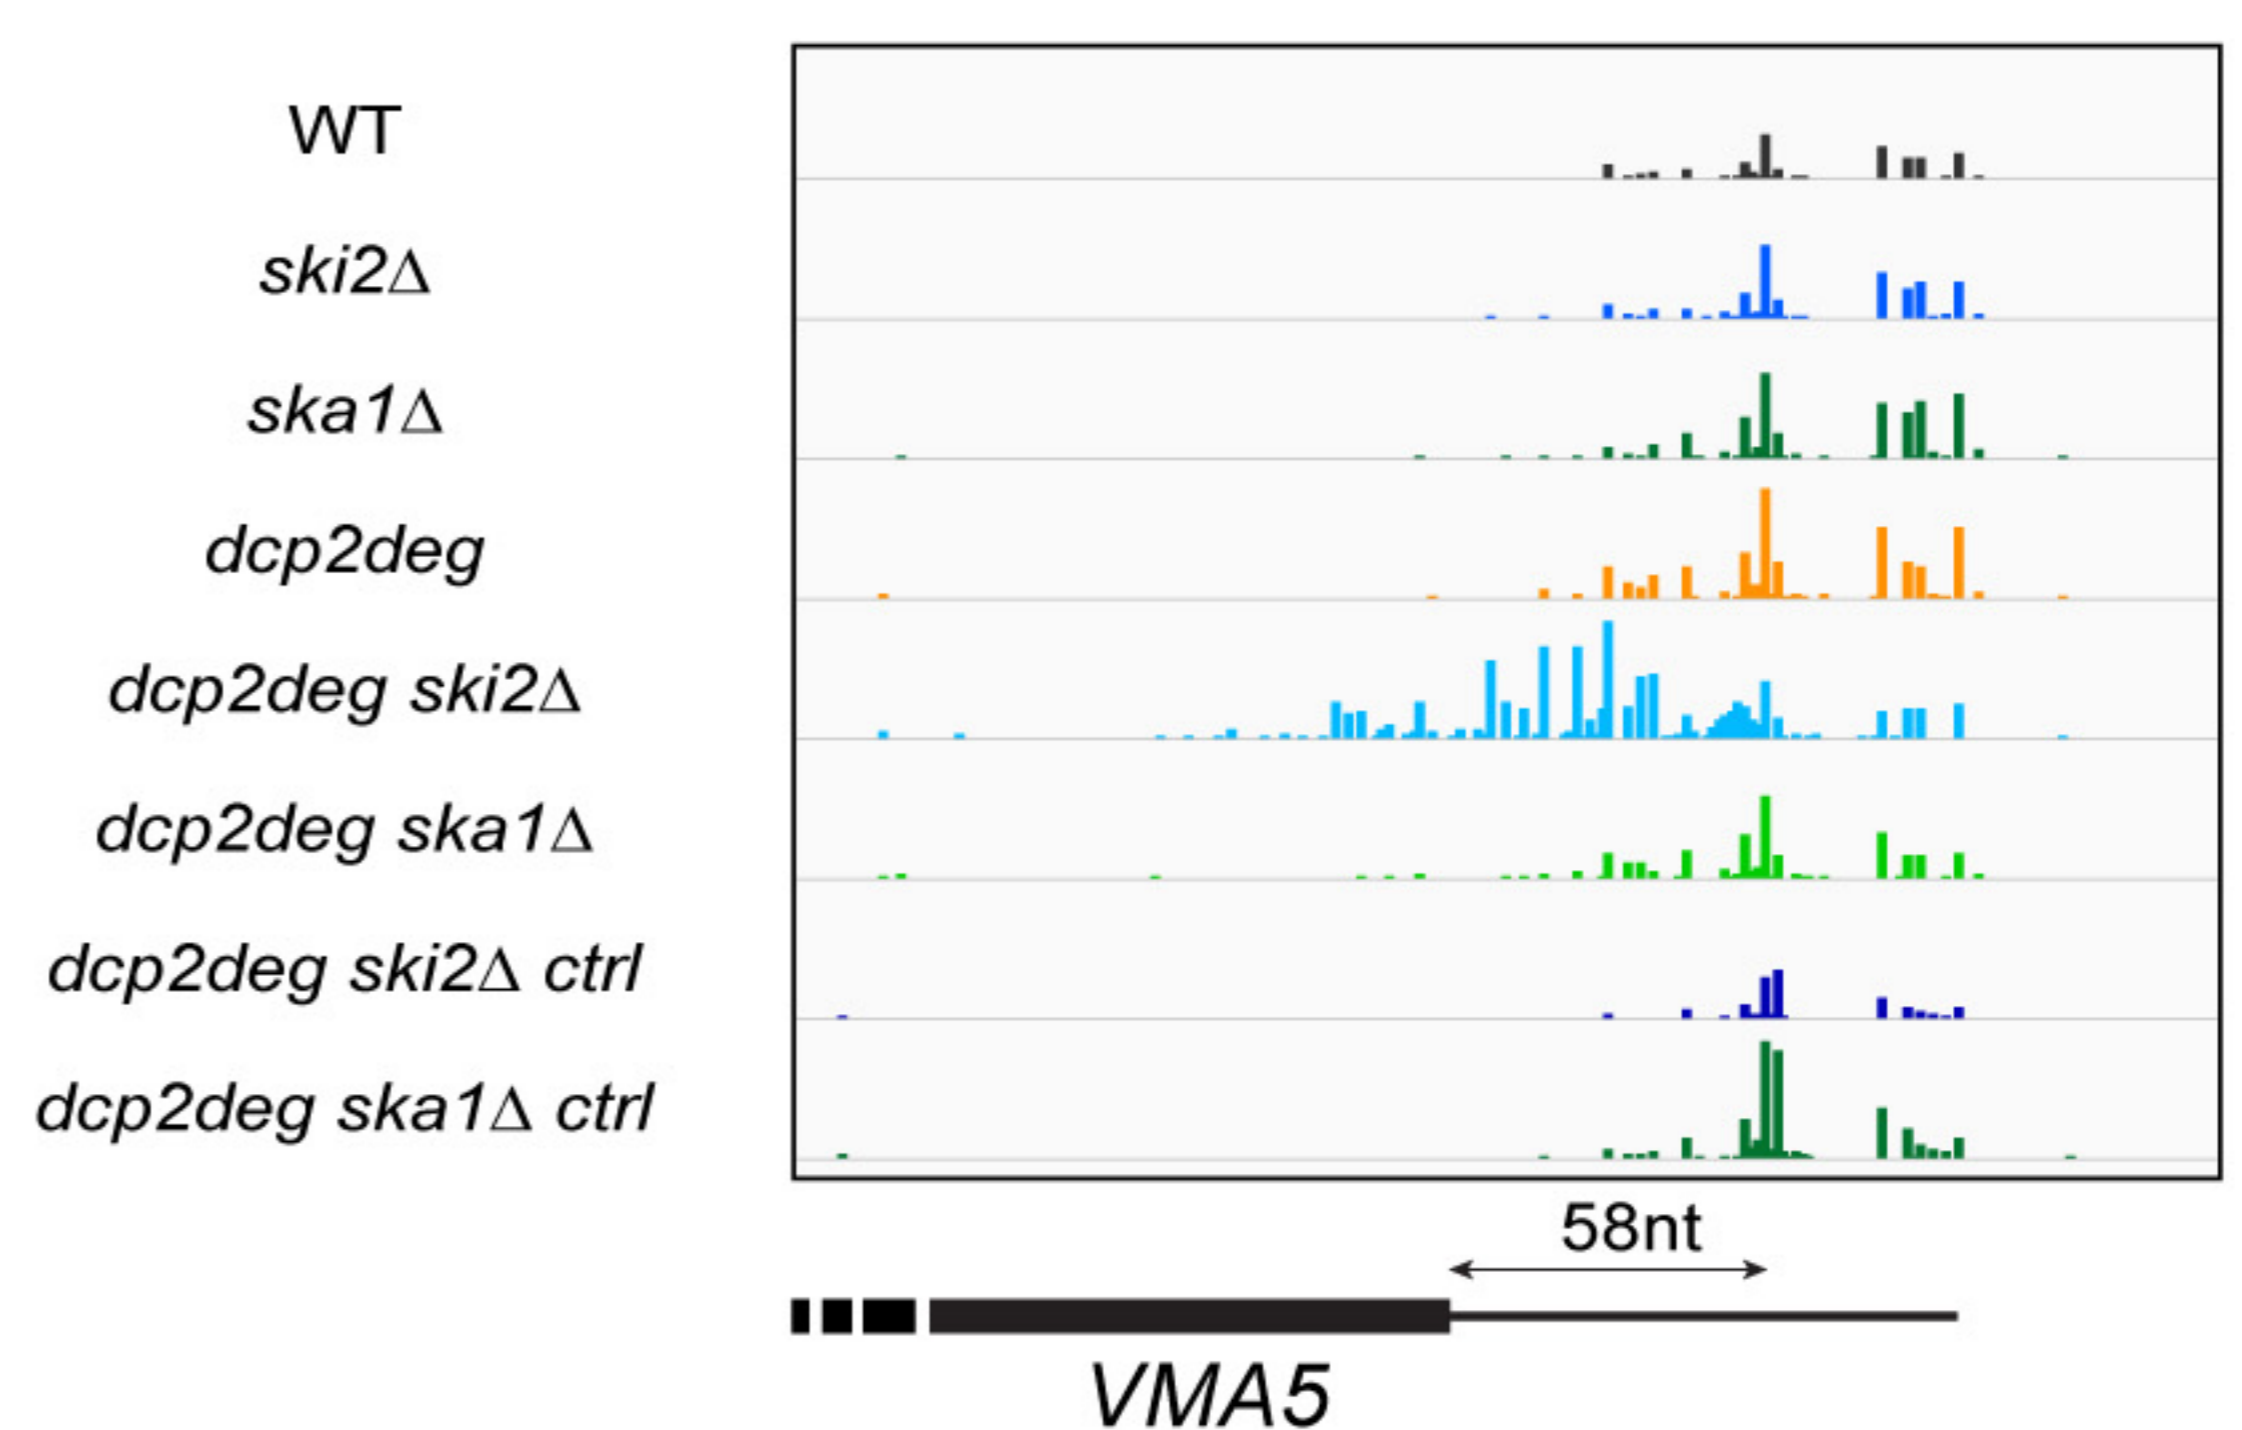 WT
ski2Δ
ska1Δ
dcp2deg
dcp2deg ski2Δ
dcp2deg ska1Δ
dcp2deg ski2Δ ctrl
dcp2deg ska1Δ ctrl
58nt
VMA5